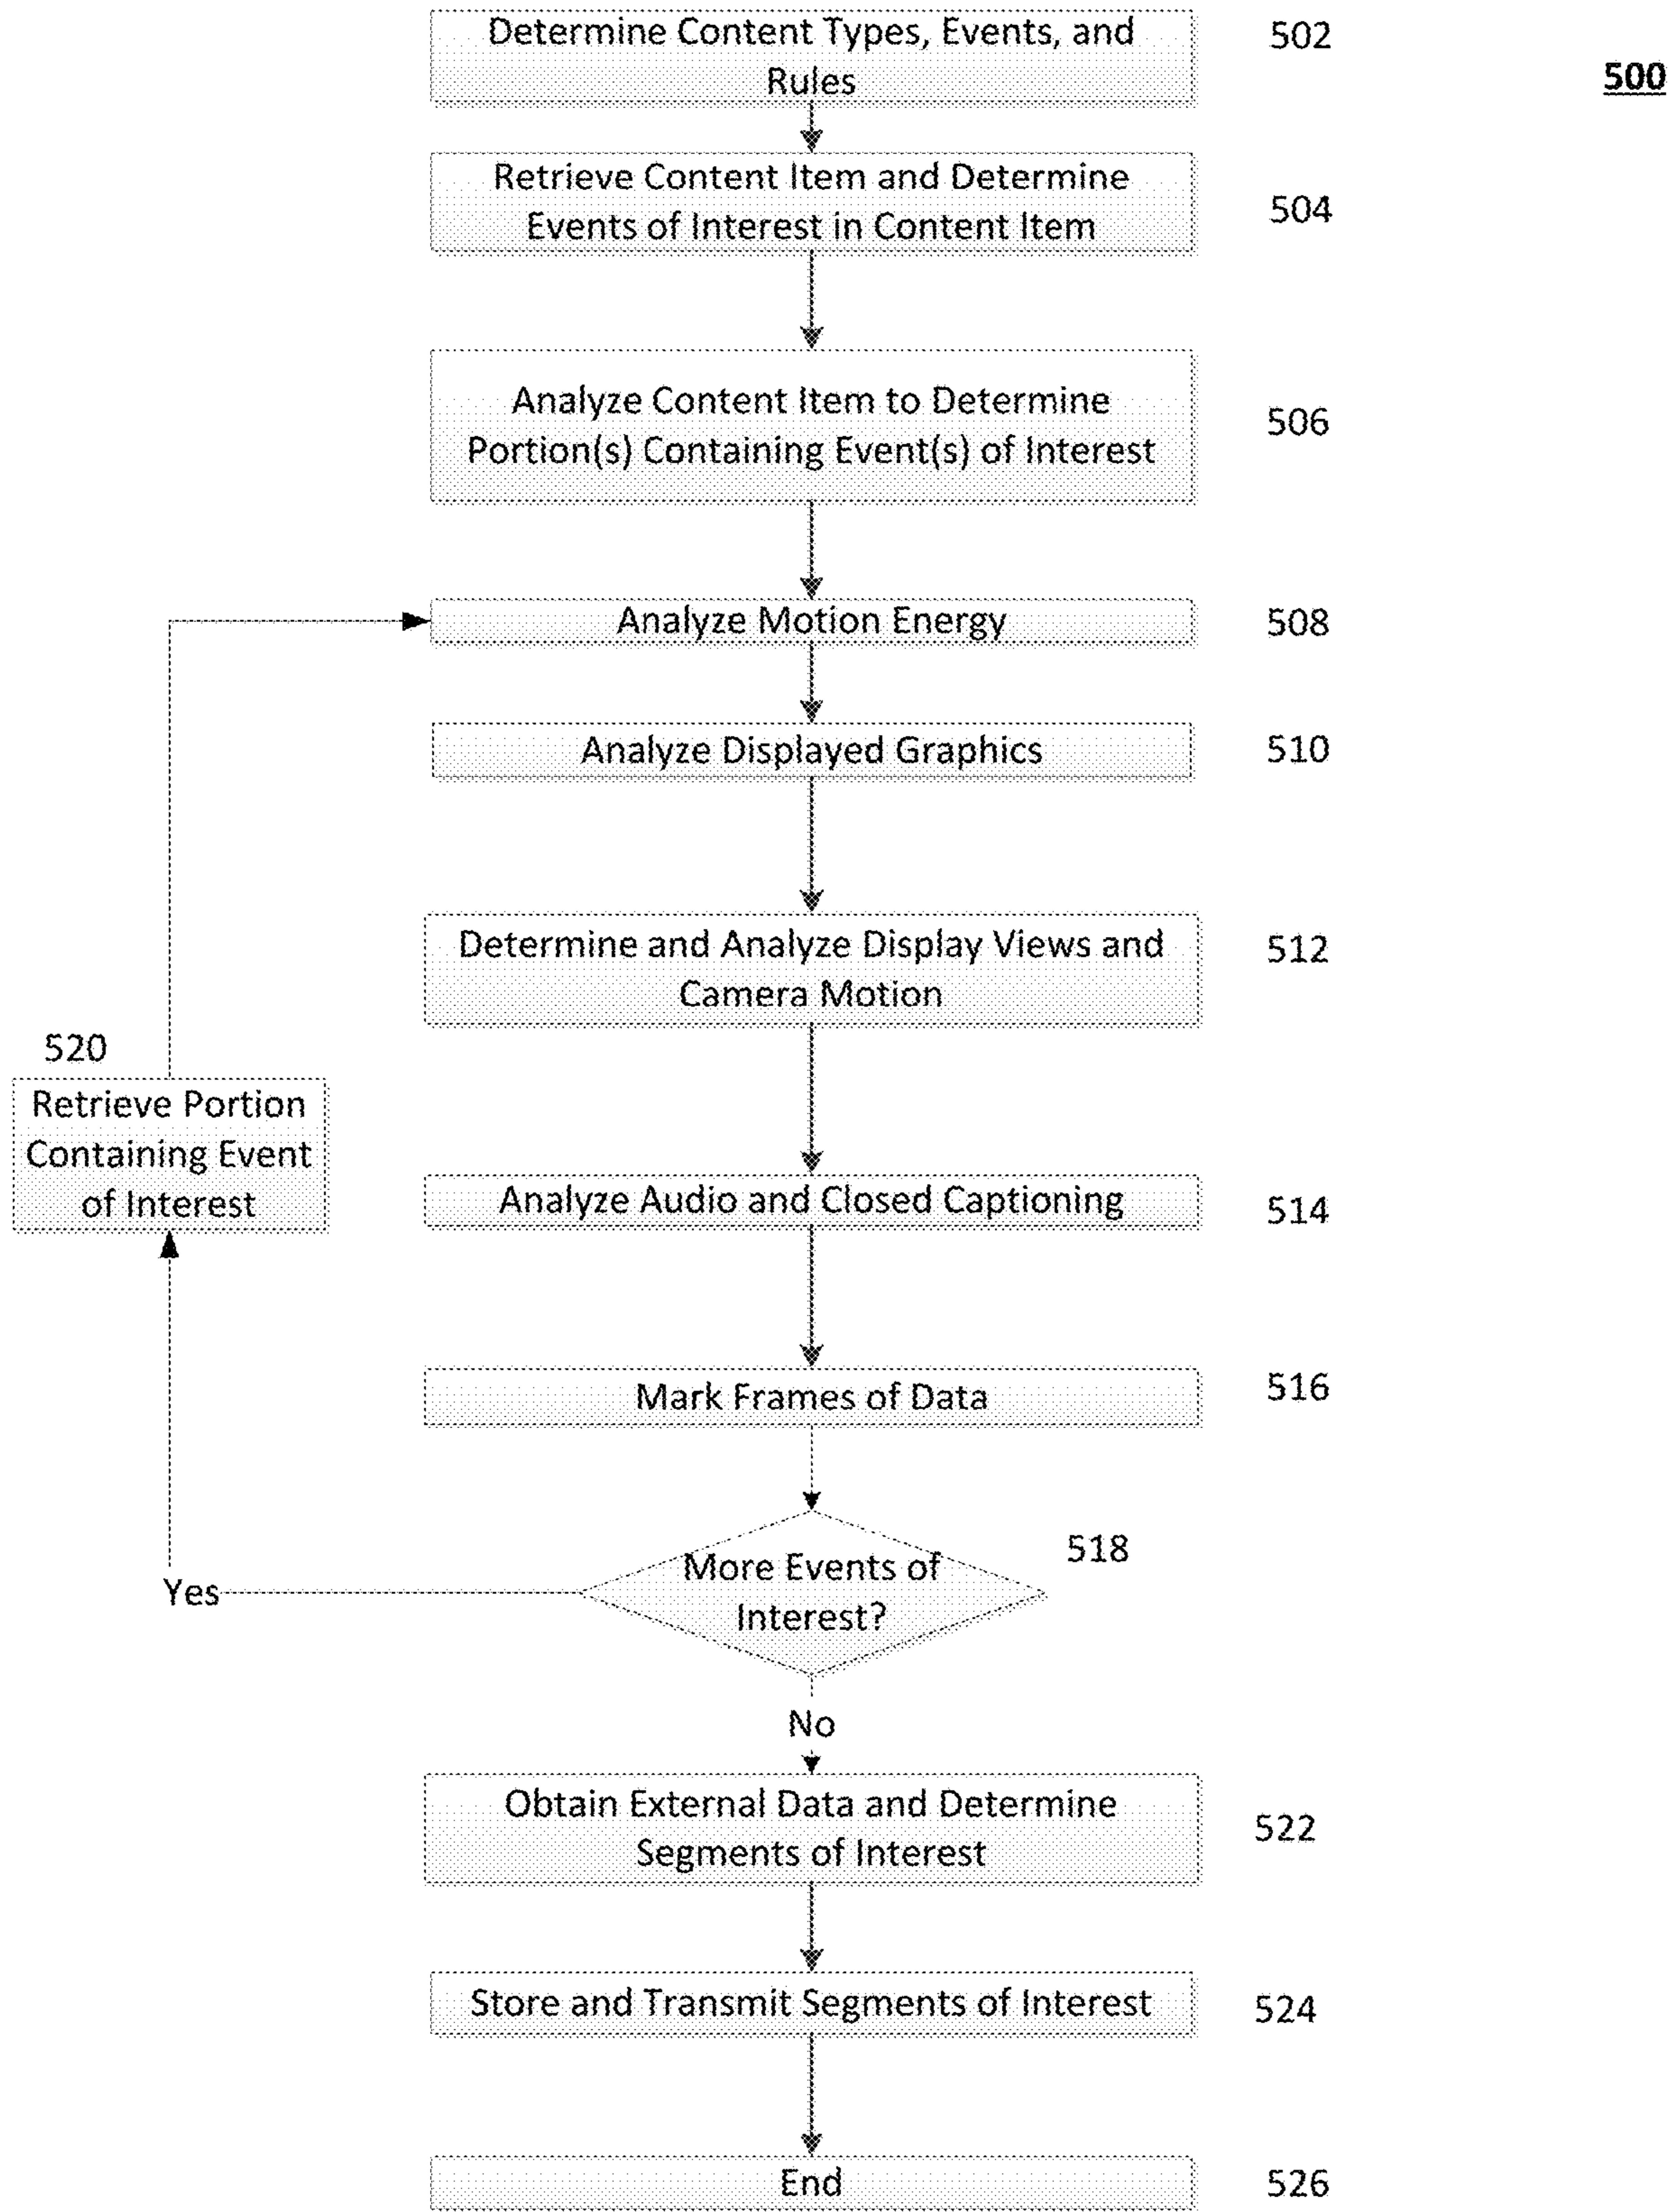 Determine Content Types, Events, and
Rules
502
500
Retrieve Content Item and Determine
Events of Interest in Content Item
504
Analyze Content Item to Determine
Portion(s) Containing Event(s) of Interest
506
Analyze Motion Energy
508
Analyze Displayed Graphics
510
Determine and Analyze Display Views and
Camera Motion
512
520
Retrieve Portion
Containing Event
of Interest
Analyze Audio and Closed Captioning
514
Mark Frames of Data
516
More Events of
Interest?
518
Yes
No
Obtain External Data and Determine
Segments of Interest
522
Store and Transmit Segments of Interest
524
End
526